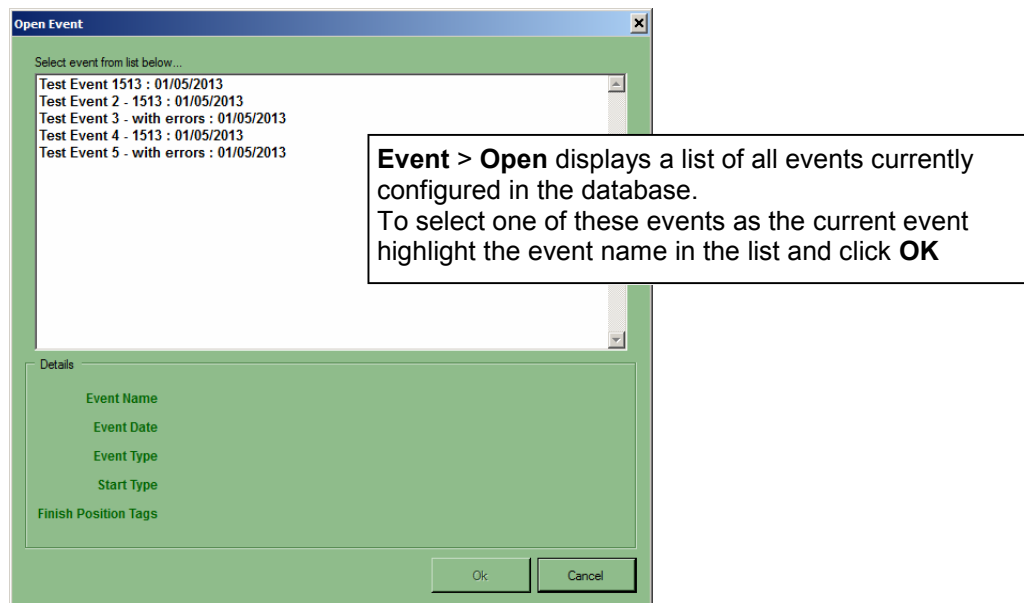 Open Event
Select event from list below...
Test Event 1513 : 01/05/2013
Test Event 2 - 1513 : 01/05/2013
Test Event 3 - with errors : 01/05/2013
Test Event 4 - 1513 : 01/05/2013
Test Event 5 - with errors : 01/05/2013
Event > Open displays a list of all events currently
configured in the database.
To select one of these events as the current event
highlight the event name in the list and click OK
Details
Event Name
Event Date
Event Type
Start Type
Finish Position Tags
Ok
Cancel